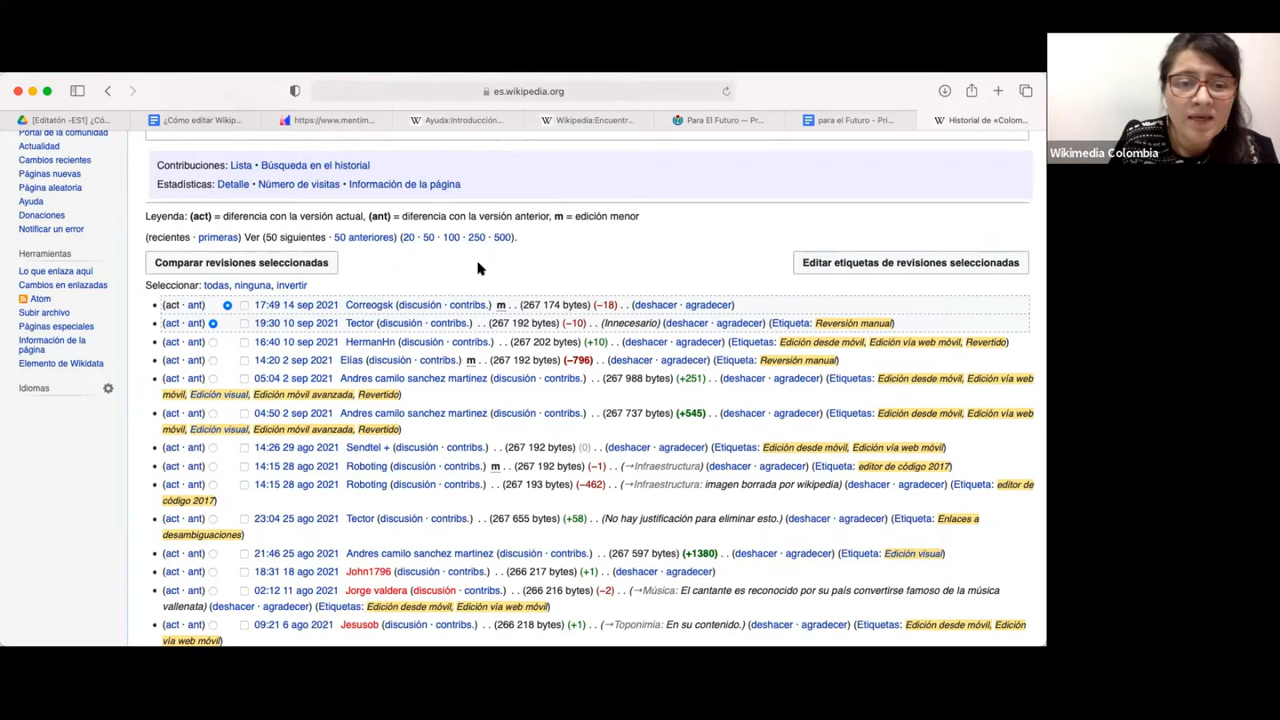 es.wikipedia.org
[Editatón -ES1] ¿Có...
¿Cómo editar Wikip...
https://www.mentim...
Ayuda:Introducción...
Wikipedia:Encuentr...
Para El Futuro — Pr...
para el Futuro - Pri...
Historial de «Colom...
Wikimedia Colombia
Portal de la comunidad
Actualidad
Cambios recientes
Páginas nuevas
Página aleatoria
Ayuda
Donaciones
Notificar un error
Herramientas
Lo que enlaza aquí
Cambios en enlazadas
Atom
Subir archivo
Páginas especiales
Información de la
página
Elemento de Wikidata
Idiomas
Contribuciones: Lista • Búsqueda en el historial
Estadísticas: Detalle • Número de visitas • Información de la página
Leyenda: (act) = diferencia con la versión actual, (ant) = diferencia con la versión anterior, m = edición menor
(recientes · primeras) Ver (50 siguientes · 50 anteriores) (20 · 50 · 100 · 250 · 500).
Comparar revisiones seleccionadas
Editar etiquetas de revisiones seleccionadas
Seleccionar: todas, ninguna, invertir
(act · ant) 17:49 14 sep 2021 Correogsk (discusión · contribs.) m . . (267 174 bytes) (−18) . . (deshacer · agradecer)
(act · ant) 19:30 10 sep 2021 Tector (discusión · contribs.) . . (267 192 bytes) (−10) . . (Innecesario) (deshacer · agradecer) (Etiqueta: Reversión manual)
(act · ant) 16:40 10 sep 2021 HermanHn (discusión · contribs.) . . (267 202 bytes) (+10) . . (deshacer · agradecer) (Etiquetas: Edición desde móvil, Edición vía web móvil, Revertido)
(act · ant) 14:20 2 sep 2021 Elías (discusión · contribs.) m . . (267 192 bytes) (−796) . . (deshacer · agradecer) (Etiqueta: Reversión manual)
(act · ant) 05:04 2 sep 2021 Andres camilo sanchez martinez (discusión · contribs.) . . (267 988 bytes) (+251) . . (deshacer · agradecer) (Etiquetas: Edición desde móvil, Edición vía web
móvil, Edición visual, Edición móvil avanzada, Revertido)
(act · ant) 04:50 2 sep 2021 Andres camilo sanchez martinez (discusión · contribs.) . . (267 737 bytes) (+545) . . (deshacer · agradecer) (Etiquetas: Edición desde móvil, Edición vía web
móvil, Edición visual, Edición móvil avanzada, Revertido)
(act · ant) 14:26 29 ago 2021 Sendtel + (discusión · contribs.) . . (267 192 bytes) (0) . . (deshacer · agradecer) (Etiquetas: Edición desde móvil, Edición vía web móvil)
(act · ant) 14:15 28 ago 2021 Roboting (discusión · contribs.) m . . (267 192 bytes) (−1) . . (→Infraestructura) (deshacer · agradecer) (Etiqueta: editor de código 2017)
(act · ant) 14:15 28 ago 2021 Roboting (discusión · contribs.) . . (267 193 bytes) (−462) . . (→Infraestructura: imagen borrada por wikipedia) (deshacer · agradecer) (Etiqueta: editor de
código 2017)
(act · ant) 23:04 25 ago 2021 Tector (discusión · contribs.) . . (267 655 bytes) (+58) . . (No hay justificación para eliminar esto.) (deshacer · agradecer) (Etiqueta: Enlaces a
desambiguaciones)
(act · ant) 21:46 25 ago 2021 Andres camilo sanchez martinez (discusión · contribs.) . . (267 597 bytes) (+1380) . . (deshacer · agradecer) (Etiqueta: Edición visual)
(act · ant) 18:31 18 ago 2021 John1796 (discusión · contribs.) . . (266 217 bytes) (+1) . . (deshacer · agradecer)
(act · ant) 02:12 11 ago 2021 Jorge valdera (discusión · contribs.) . . (266 216 bytes) (−2) . . (→Música: El cantante es reconocido por su país convertirse famoso de la música
vallenata) (deshacer · agradecer) (Etiquetas: Edición desde móvil, Edición vía web móvil)
(act · ant) 09:21 6 ago 2021 Jesusob (discusión · contribs.) . . (266 218 bytes) (+1) . . (→Toponimia: En su contenido.) (deshacer · agradecer) (Etiquetas: Edición desde móvil, Edición
vía web móvil)